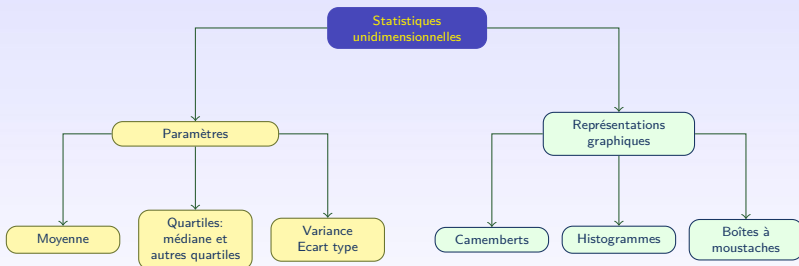 Statistiques
unidimensionnelles
Paramètres
Représentations
graphiques
Moyenne
Quartiles:
médiane et
autres quartiles
Variance
Ecart type
Camemberts
Histogrammes
Boîtes à
moustaches